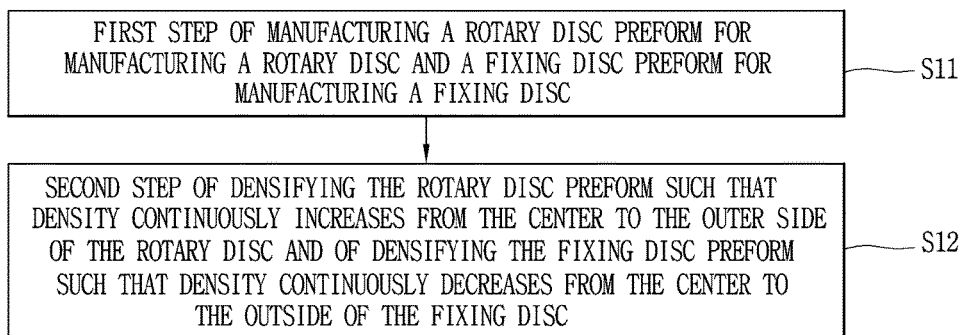 FIRST STEP OF MANUFACTURING A ROTARY DISC PREFORM FOR
MANUFACTURING A ROTARY DISC AND A FIXING DISC PREFORM FOR
MANUFACTURING A FIXING DISC
S11
SECOND STEP OF DENSIFYING THE ROTARY DISC PREFORM SUCH THAT
DENSITY CONTINUOUSLY INCREASES FROM THE CENTER TO THE OUTER SIDE
OF THE ROTARY DISC AND OF DENSIFYING THE FIXING DISC PREFORM
SUCH THAT DENSITY CONTINUOUSLY DECREASES FROM THE CENTER TO
THE OUTSIDE OF THE FIXING DISC
S12